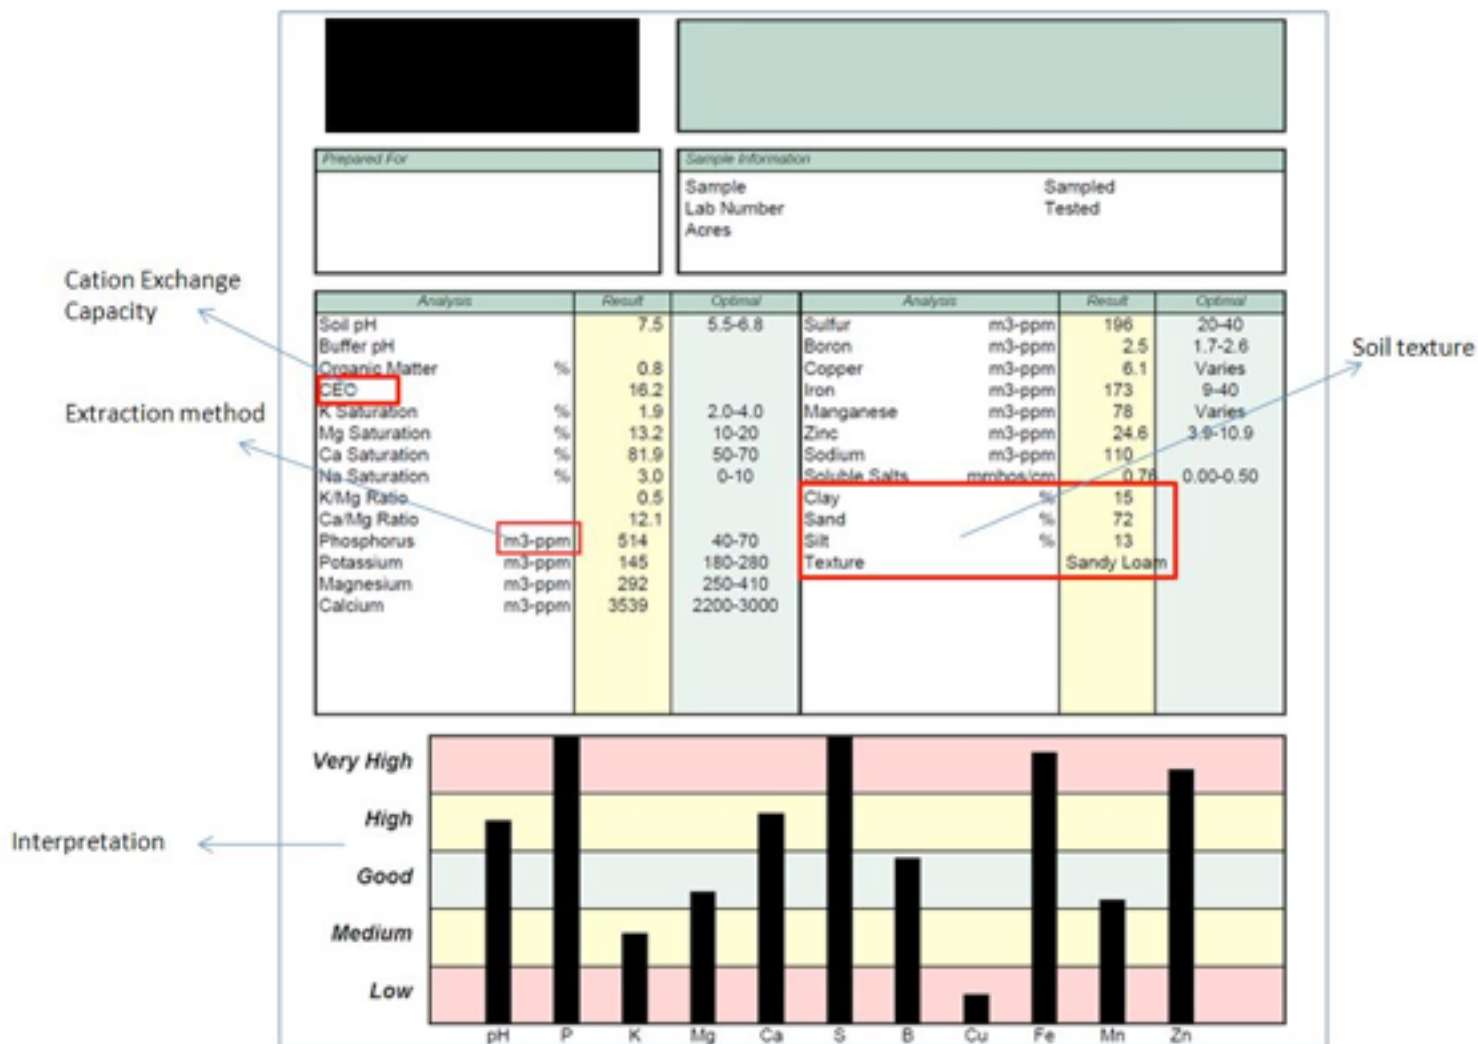 Prepared For
Sample Information
Sample Sampled
Lab Number Tested
Acres
Cation Exchange
Capacity
Extraction method
Soil texture
Interpretation
Analysis Result Optimal Analysis Result Optimal
Soil pH 7.5 5.5-6.8 Sulfur m3-ppm 196 20-40
Buffer pH Boron m3-ppm 2.5 1.7-2.6
Organic Matter % 0.8 Copper m3-ppm 6.1 Varies
CEC 16.2 Iron m3-ppm 173 9-40
K Saturation % 1.9 2.0-4.0 Manganese m3-ppm 78 Varies
Mg Saturation % 13.2 10-20 Zinc m3-ppm 24.6 3.9-10.9
Ca Saturation % 81.9 50-70 Sodium m3-ppm 110
Na Saturation % 3.0 0-10 Soluble Salts mmhos/cm 0.76 0.00-0.50
K/Mg Ratio 0.5 Clay % 15
Ca/Mg Ratio 12.1 Sand % 72
Phosphorus m3-ppm 514 40-70 Silt % 13
Potassium m3-ppm 145 180-280 Texture Sandy Loam
Magnesium m3-ppm 292 250-410
Calcium m3-ppm 3539 2200-3000
Very High
High
Good
Medium
Low
pH P K Mg Ca S B Cu Fe Mn Zn